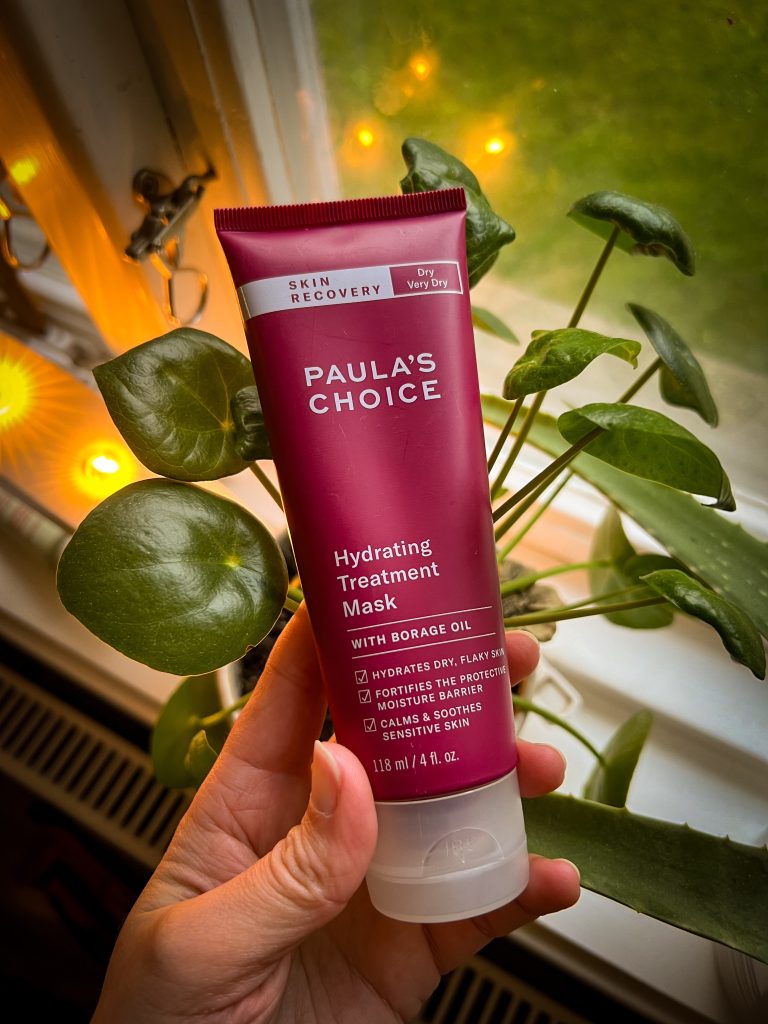 SKIN
RECOVERY
Dry
Very Dry
PAULA'S
CHOICE
Hydrating
Treatment
Mask
WITH BORAGE OIL
HYDRATES DRY, FLAKY SKIN
FORTIFIES THE PROTECTIVE
MOISTURE BARRIER
CALMS & SOOTHES
SENSITIVE SKIN
118 ml / 4 fl. oz.